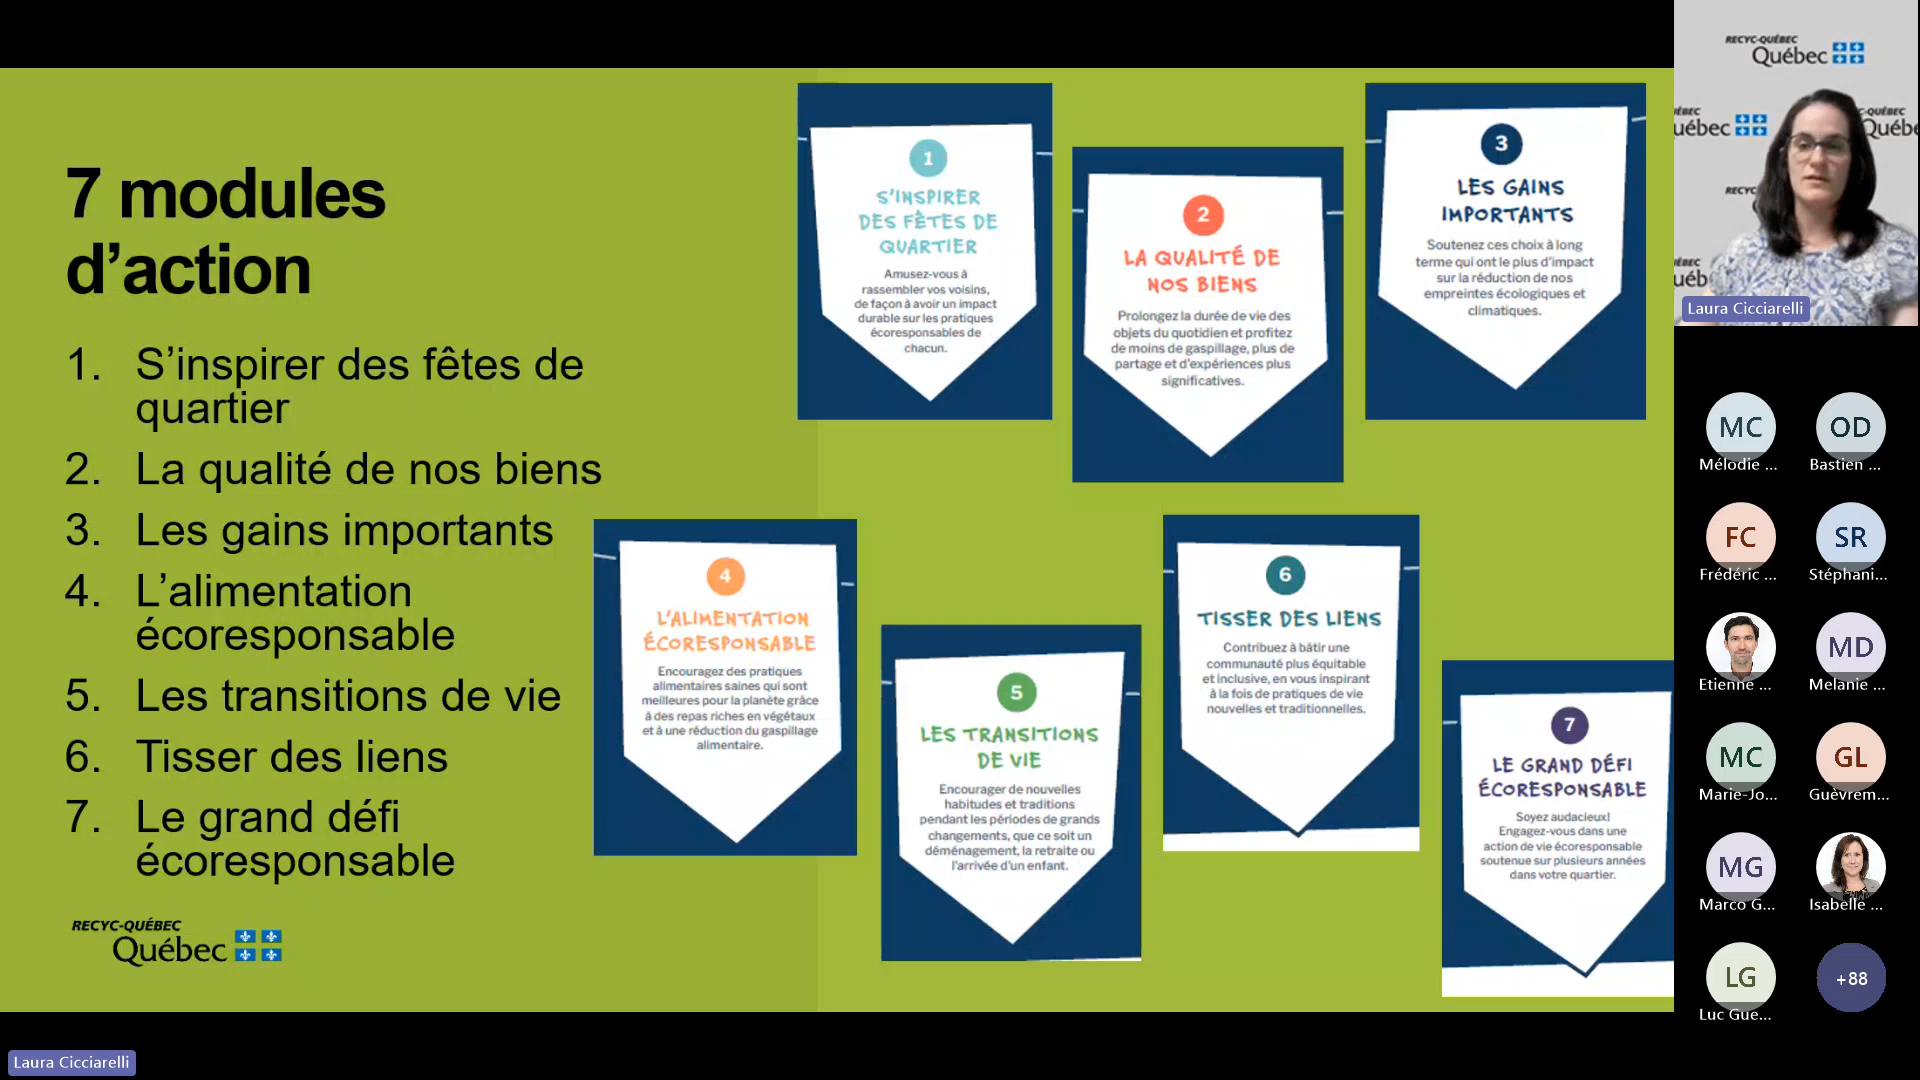 7 modules
d’action
1. S’inspirer des fêtes de
quartier
2. La qualité de nos biens
3. Les gains importants
4. L’alimentation
écoresponsable
5. Les transitions de vie
6. Tisser des liens
7. Le grand défi
écoresponsable
RECYC-QUÉBEC
Québec
1
S’INSPIRER
DES FÊTES DE
QUARTIER
Amusez-vous à
rassembler vos voisins,
de façon à avoir un impact
durable sur les pratiques
écoresponsables de
chacun.
2
LA QUALITÉ DE
NOS BIENS
Prolongez la durée de vie des
objets du quotidien et profitez
de moins de gaspillage, plus de
partage et d’expériences plus
significatives.
3
LES GAINS
IMPORTANTS
Soutenez ces choix à long
terme qui ont le plus d’impact
sur la réduction de nos
empreintes écologiques et
climatiques.
4
L’ALIMENTATION
ÉCORESPONSABLE
Encouragez des pratiques
alimentaires saines qui sont
meilleures pour la planète grâce
à des repas riches en végétaux
et à une réduction du gaspillage
alimentaire.
5
LES TRANSITIONS
DE VIE
Encourager de nouvelles
habitudes et traditions
pendant les périodes de grands
changements, que ce soit un
déménagement, la retraite ou
l’arrivée d’un enfant.
6
TISSER DES LIENS
Contribuez à bâtir une
communauté plus équitable
et inclusive, en vous inspirant
à la fois de pratiques de vie
nouvelles et traditionnelles.
7
LE GRAND DÉFI
ÉCORESPONSABLE
Soyez audacieux!
Engagez-vous dans une
action de vie écoresponsable
soutenue sur plusieurs années
dans votre quartier.
RECYC-QUÉBEC
Québec
Laura Cicciarelli
MC
Mélodie ...
OD
Bastien ...
FC
Frédéric ...
SR
Stéphani...
Etienne ...
MD
Melanie ...
MC
Marie-Jo...
GL
Guèvrem...
MG
Marco G...
Isabelle ...
LG
Luc Gue...
+88
Laura Cicciarelli